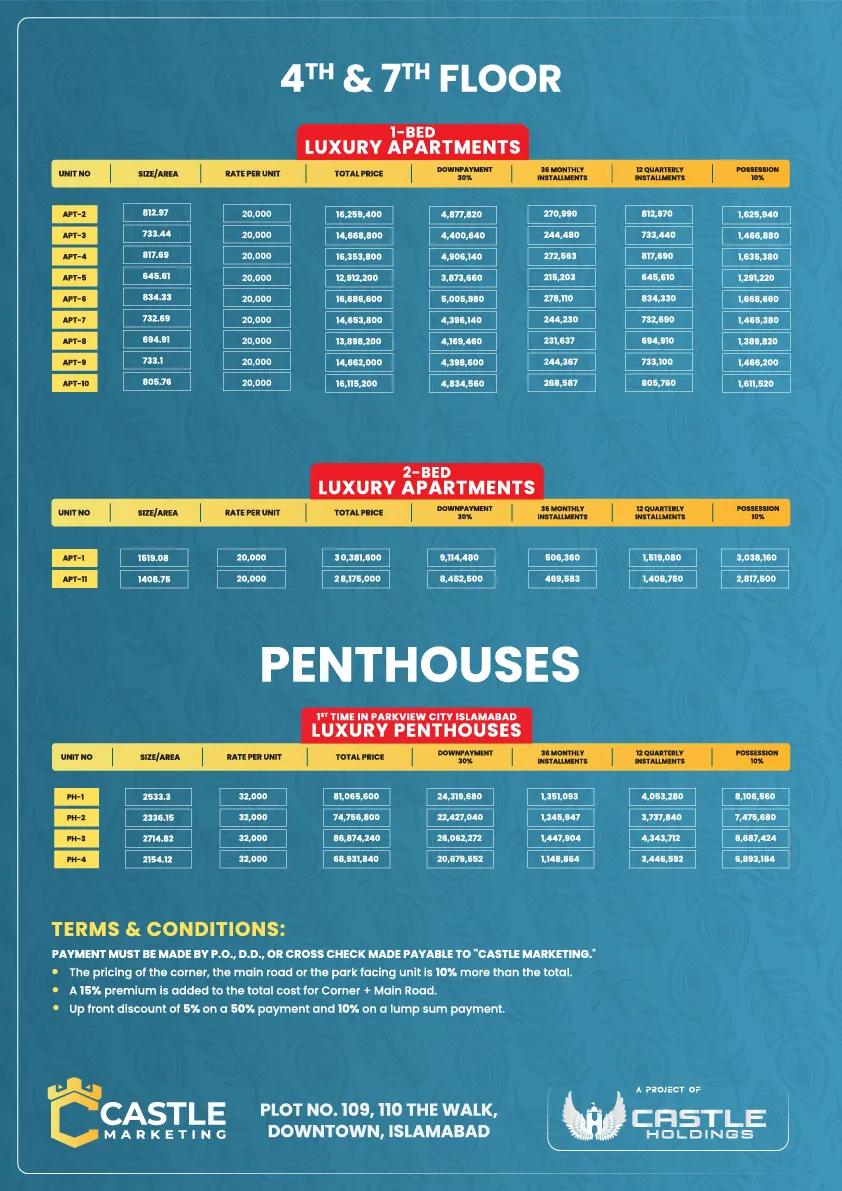 4TH & 7TH FLOOR
1-BED
LUXURY APARTMENTS
UNIT NO SIZE/AREA RATE PER UNIT TOTAL PRICE DOWNPAYMENT 30% 36 MONTHLY INSTALLMENTS 12 QUARTERLY INSTALLMENTS POSSESSION 10%
APT-2 812.97 20,000 16,259,400 4,877,820 270,990 812,970 1,625,940
APT-3 733.44 20,000 14,668,800 4,400,640 244,480 733,440 1,466,880
APT-4 817.69 20,000 16,353,800 4,906,140 272,563 817,690 1,635,380
APT-5 645.61 20,000 12,912,200 3,873,660 215,203 645,610 1,291,220
APT-6 834.33 20,000 16,686,600 5,005,980 278,110 834,330 1,668,660
APT-7 732.69 20,000 14,653,800 4,396,140 244,230 732,690 1,465,380
APT-8 694.91 20,000 13,898,200 4,169,460 231,637 694,910 1,389,820
APT-9 733.1 20,000 14,662,000 4,398,600 244,367 733,100 1,466,200
APT-10 805.76 20,000 16,115,200 4,834,560 268,587 805,760 1,611,520
2-BED
LUXURY APARTMENTS
UNIT NO SIZE/AREA RATE PER UNIT TOTAL PRICE DOWNPAYMENT 30% 36 MONTHLY INSTALLMENTS 12 QUARTERLY INSTALLMENTS POSSESSION 10%
APT-1 1519.08 20,000 30,381,600 9,114,480 506,360 1,519,080 3,038,160
APT-11 1408.75 20,000 28,175,000 8,452,500 469,583 1,408,750 2,817,500
PENTHOUSES
1ST TIME IN PARKVIEW CITY ISLAMABAD
LUXURY PENTHOUSES
UNIT NO SIZE/AREA RATE PER UNIT TOTAL PRICE DOWNPAYMENT 30% 36 MONTHLY INSTALLMENTS 12 QUARTERLY INSTALLMENTS POSSESSION 10%
PH-1 2533.3 32,000 81,065,600 24,319,680 1,351,093 4,053,280 8,106,560
PH-2 2336.15 32,000 74,756,800 22,427,040 1,245,947 3,737,840 7,475,680
PH-3 2714.82 32,000 86,874,240 26,062,272 1,447,904 4,343,712 8,687,424
PH-4 2154.12 32,000 68,931,840 20,679,552 1,148,864 3,446,592 6,893,184
TERMS & CONDITIONS:
PAYMENT MUST BE MADE BY P.O., D.D., OR CROSS CHECK MADE PAYABLE TO "CASTLE MARKETING."
• The pricing of the corner, the main road or the park facing unit is 10% more than the total.
• A 15% premium is added to the total cost for Corner + Main Road.
• Up front discount of 5% on a 50% payment and 10% on a lump sum payment.
CASTLE
MARKETING
PLOT NO. 109, 110 THE WALK,
DOWNTOWN, ISLAMABAD
A PROJECT OF
CASTLE
HOLDINGS